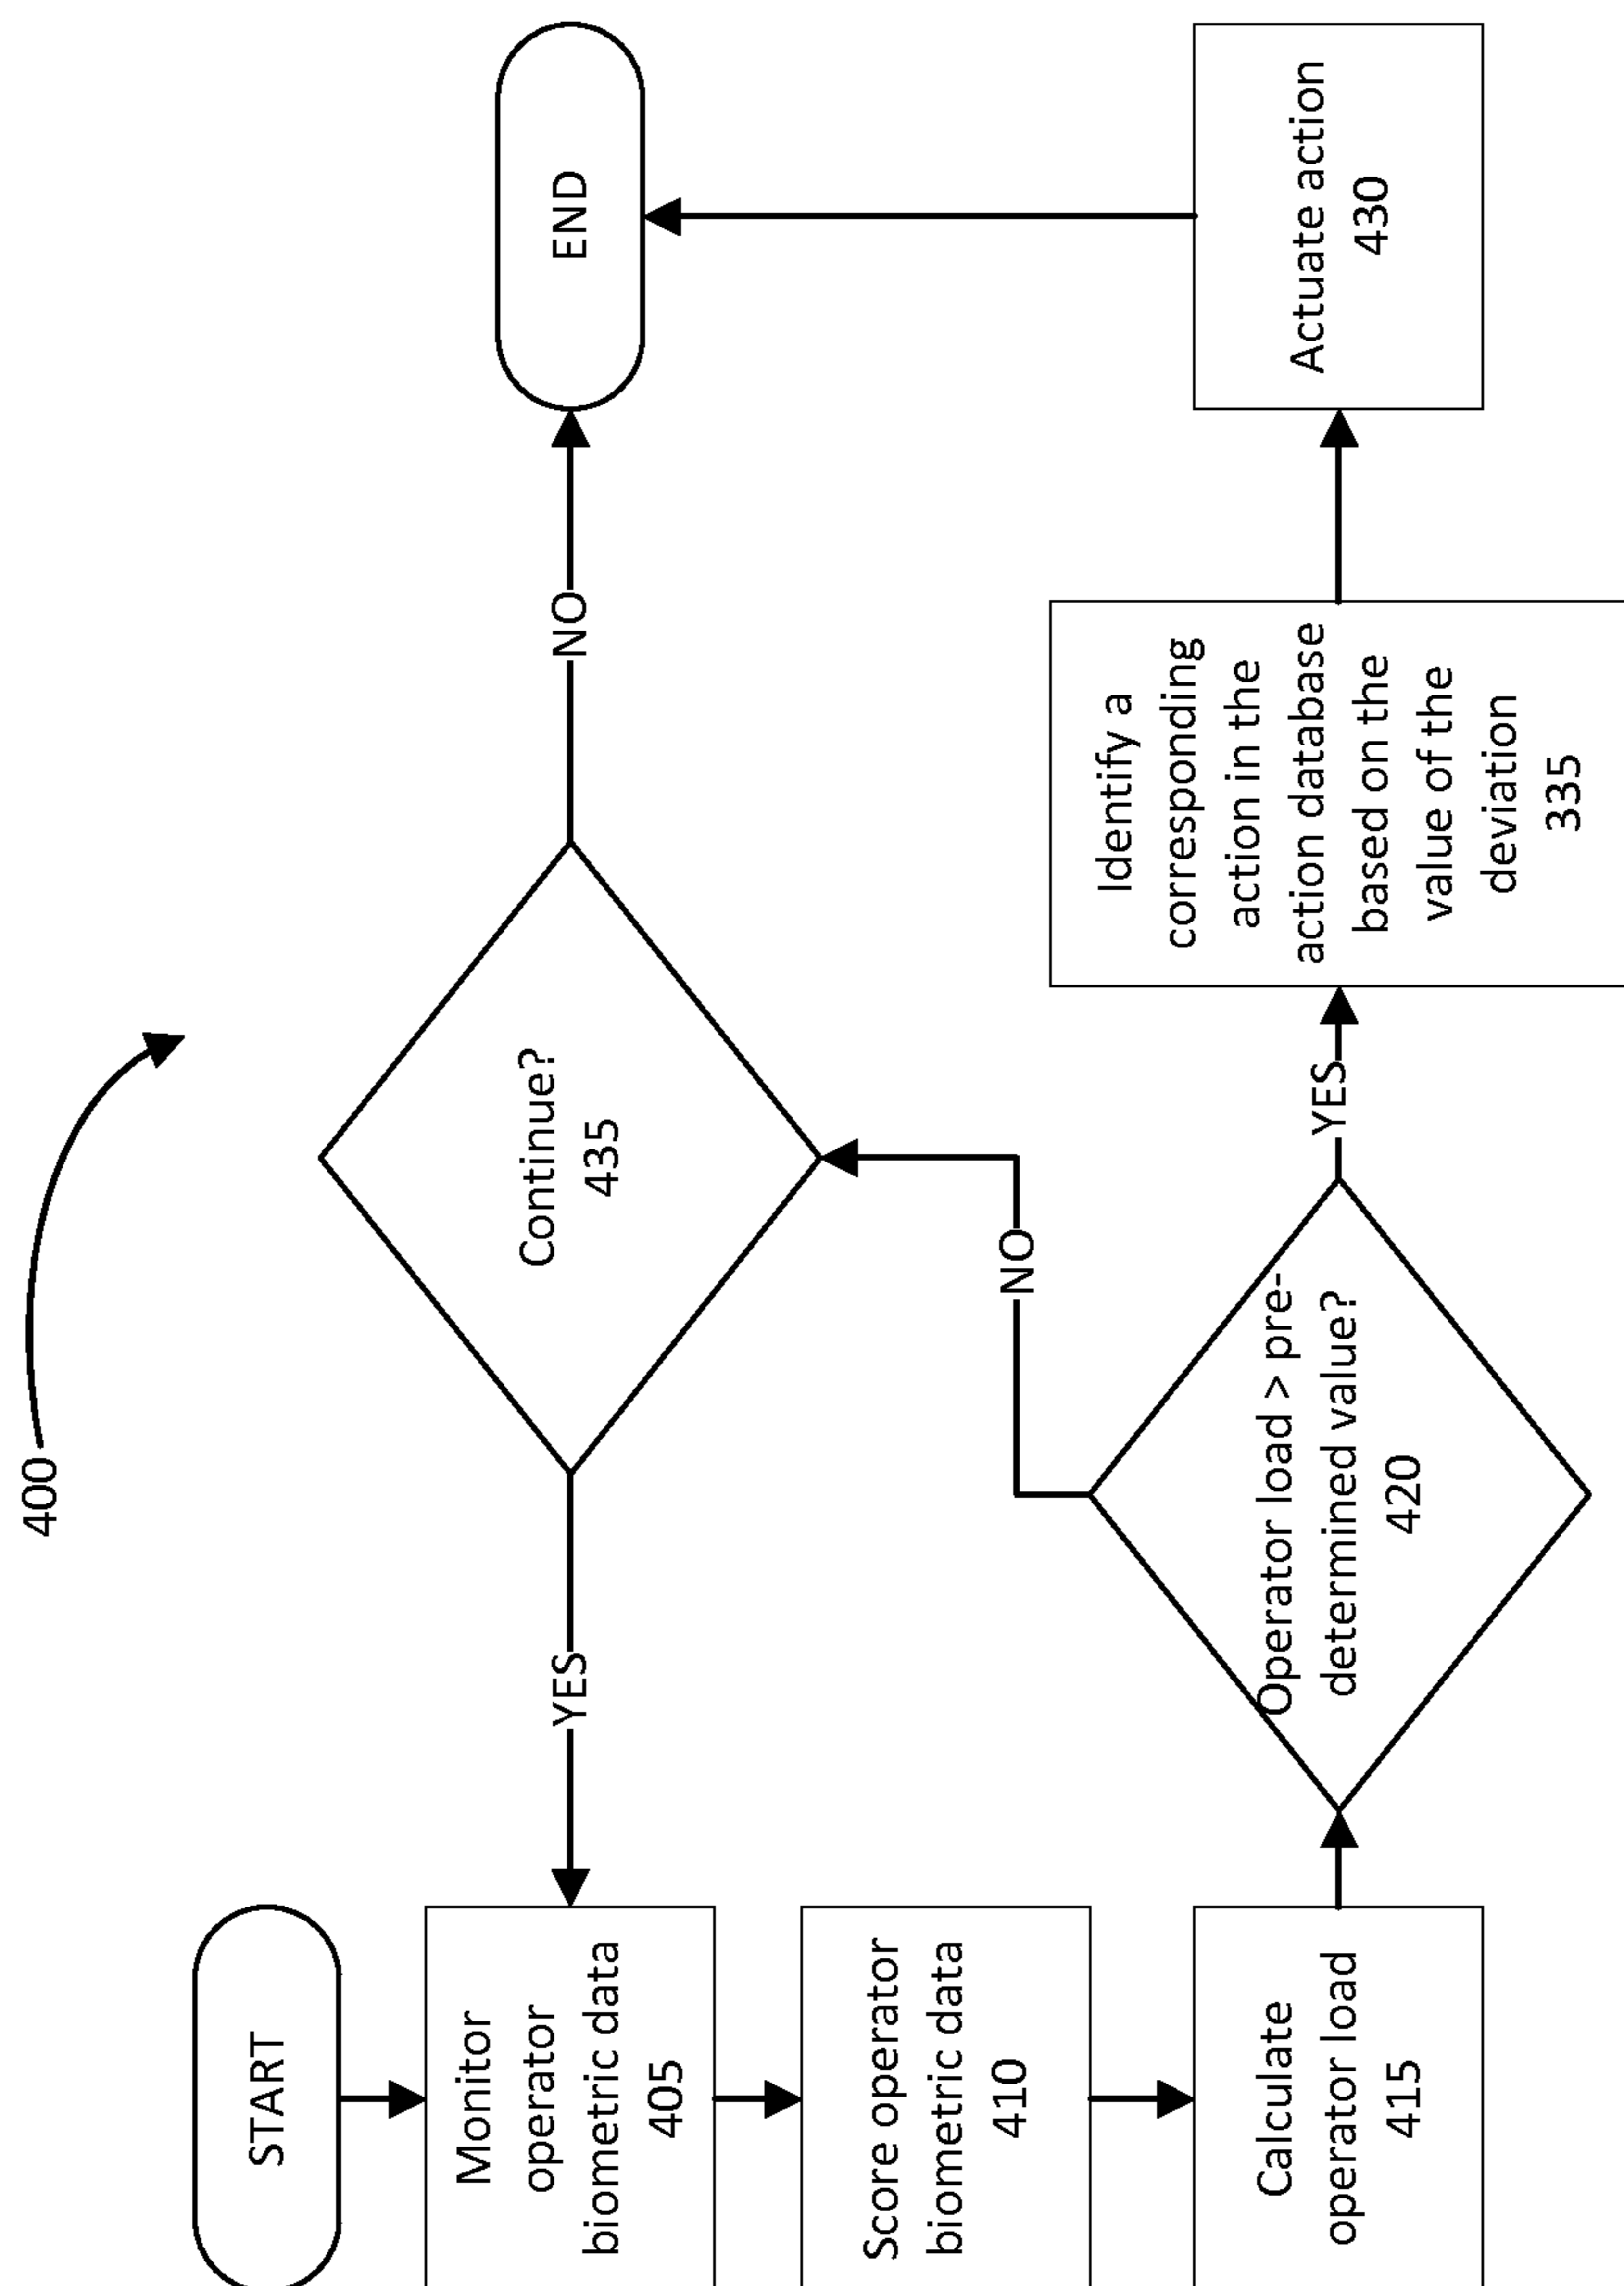 400
START
Monitor
operator
biometric data
405
Score operator
biometric data
410
Calculate
operator load
415
Operator load > pre-
determined value?
420
NO
YES
Continue?
435
YES
NO
Identify a
corresponding
action in the
action database
based on the
value of the
deviation
335
Actuate action
430
END